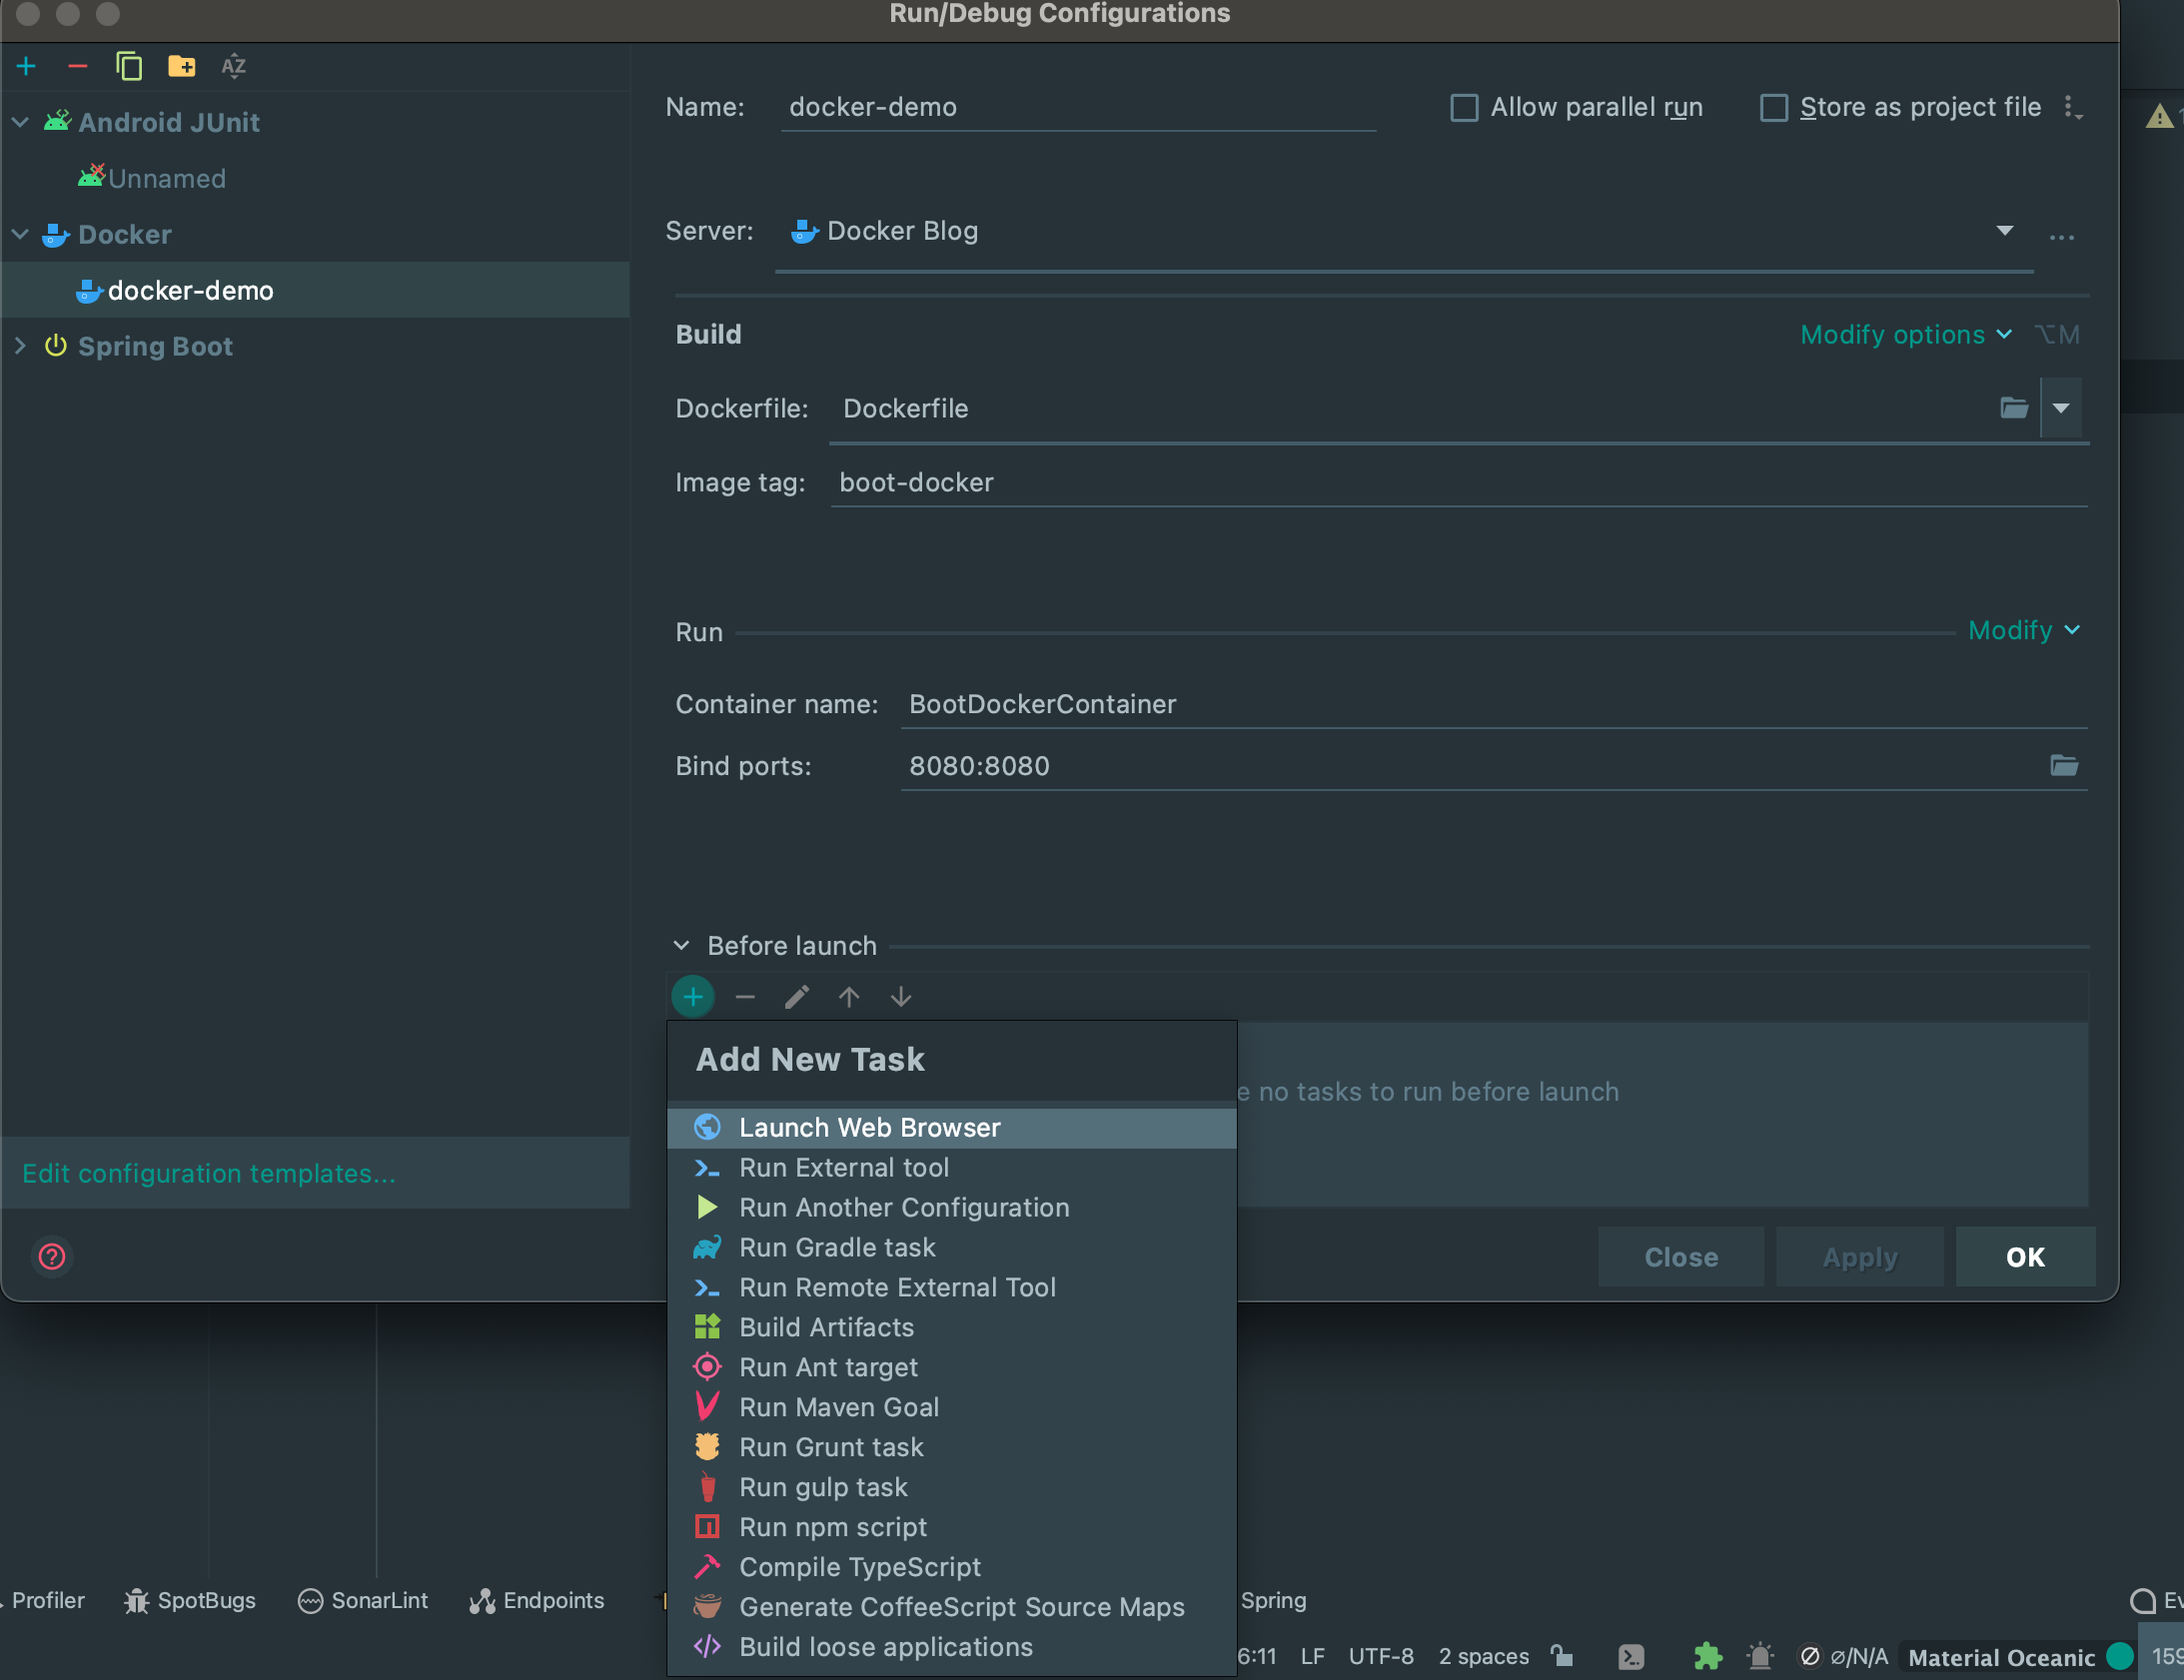 Run/Debug Configurations
AZ
Android JUnit
Unnamed
Docker
docker-demo
Spring Boot
Edit configuration templates...
Name: docker-demo
Allow parallel run
Store as project file
Server: Docker Blog
...
Build
Modify options
⌥M
Dockerfile: Dockerfile
Image tag: boot-docker
Run
Modify
Container name: BootDockerContainer
Bind ports: 8080:8080
Before launch
Add New Task
no tasks to run before launch
Launch Web Browser
Run External tool
Run Another Configuration
Run Gradle task
Run Remote External Tool
Build Artifacts
Run Ant target
Run Maven Goal
Run Grunt task
Run gulp task
Run npm script
Compile TypeScript
Generate CoffeeScript Source Maps
Build loose applications
Close
Apply
OK
Profiler
SpotBugs
SonarLint
Endpoints
Spring
6:11
LF
UTF-8
2 spaces
∅/N/A
Material Oceanic